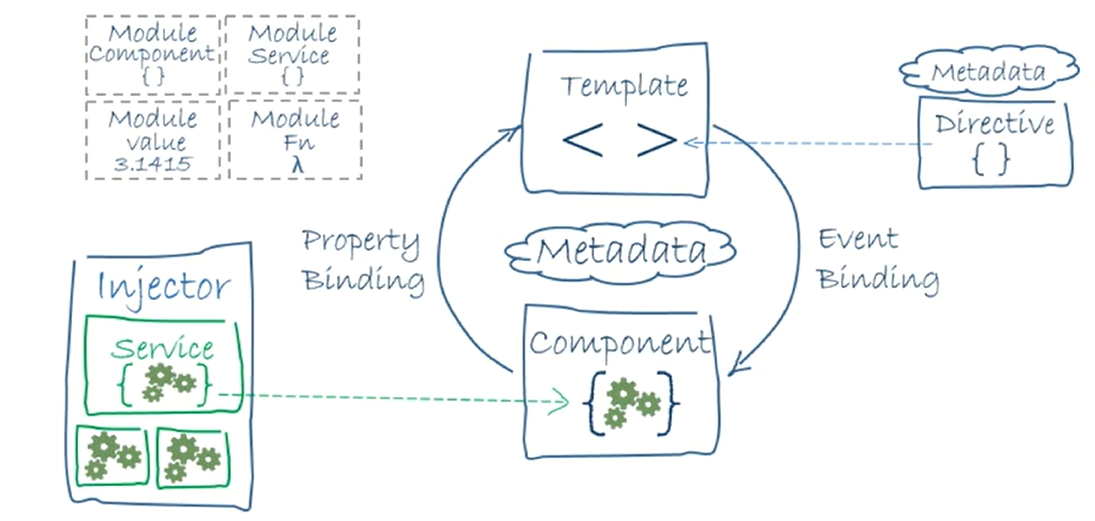 Module
Component
{ }
Module
Service
{ }
Module
value
3.1415
Module
Fn
λ
Template
< >
Metadata
Directive
{ }
Property
Binding
Metadata
Event
Binding
Injector
Service
{ }
Component
{ }